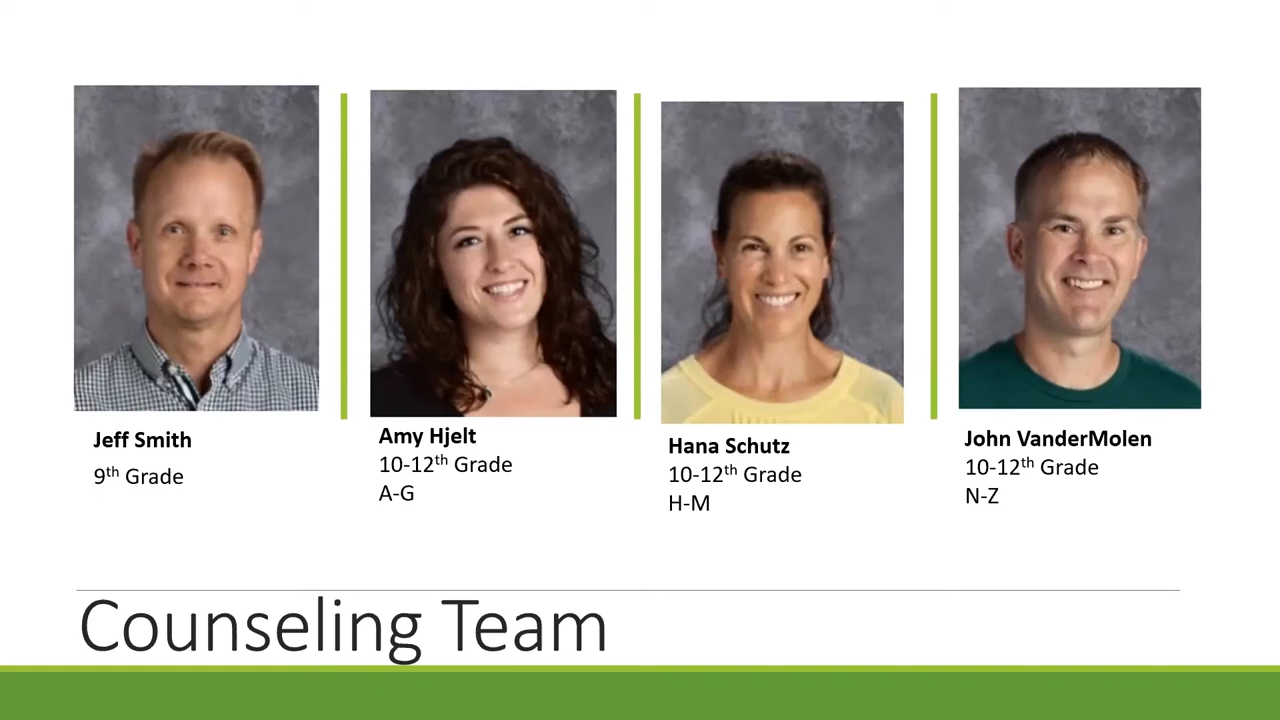 Jeff Smith
9th Grade
Amy Hjelt
10-12th Grade
A-G
Hana Schutz
10-12th Grade
H-M
John VanderMolen
10-12th Grade
N-Z
Counseling Team